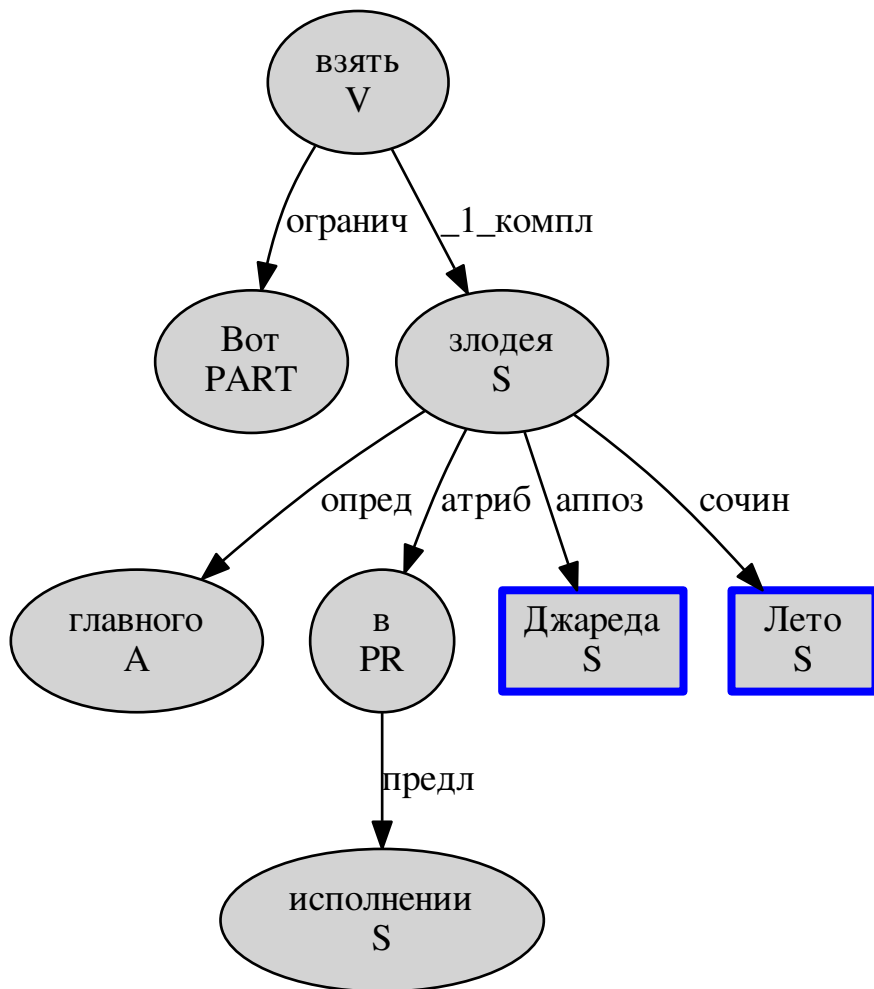 взять
V
огранич
_1_компл
Вот
PART
злодея
S
опред
атриб
аппоз
сочин
главного
A
в
PR
Джареда
S
Лето
S
предл
исполнении
S